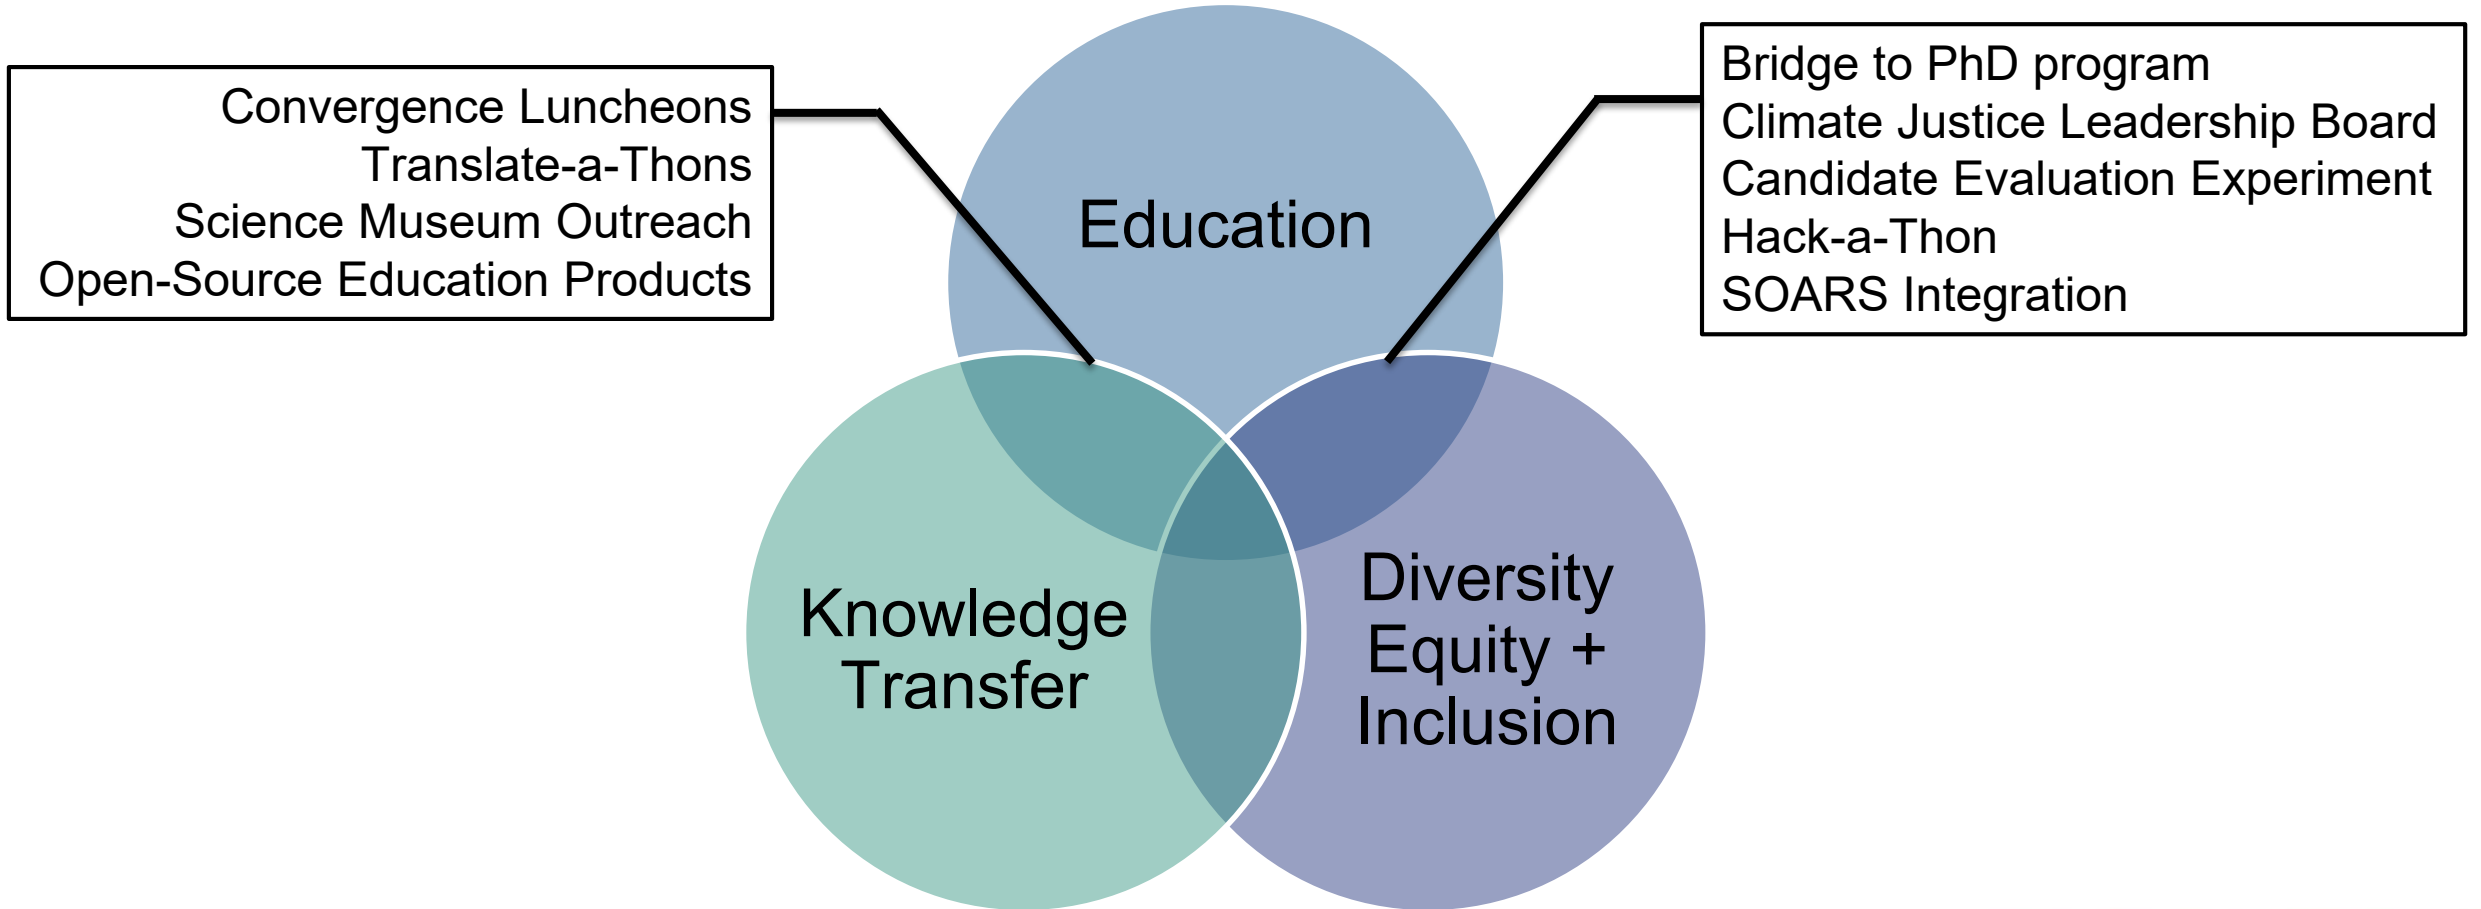 Convergence Luncheons
Translate-a-Thons
Science Museum Outreach
Open-Source Education Products
Education
Bridge to PhD program
Climate Justice Leadership Board
Candidate Evaluation Experiment
Hack-a-Thon
SOARS Integration
Knowledge
Transfer
Diversity
Equity +
Inclusion